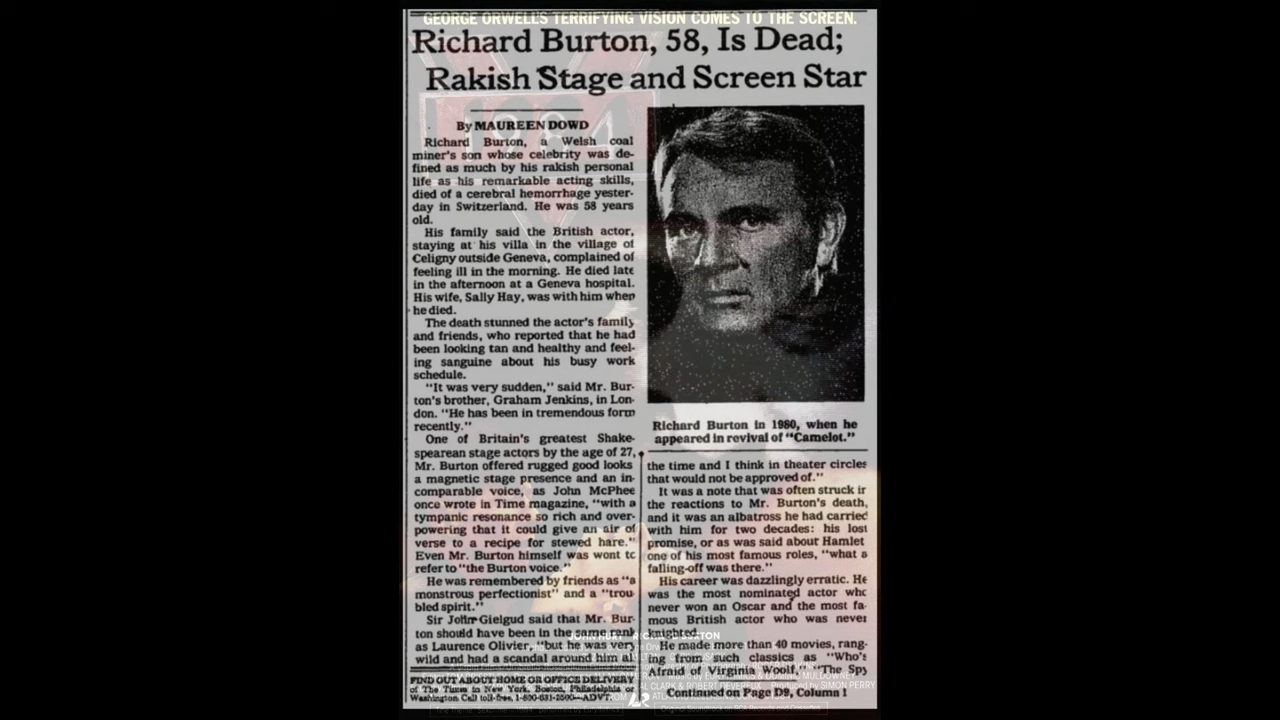 GEORGE ORWELL'S TERRIFYING VISION COMES TO THE SCREEN.
Richard Burton, 58, Is Dead;
Rakish Stage and Screen Star
1984
By MAUREEN DOWD
Richard Burton, a Welsh coal
miner's son whose celebrity was de-
fined as much by his rakish personal
life as his remarkable acting skills,
died of a cerebral hemorrhage yester-
day in Switzerland. He was 58 years
old.
His family said the British actor,
staying at his villa in the village of
Celigny outside Geneva, complained of
feeling ill in the morning. He died late
in the afternoon at a Geneva hospital.
His wife, Sally Hay, was with him when
he died.
The death stunned the actor's family
and friends, who reported that he had
been looking tan and healthy and feel-
ing sanguine about his busy work
schedule.
"It was very sudden," said Mr. Bur-
ton's brother, Graham Jenkins, in Lon-
don. "He has been in tremendous form
recently."
One of Britain's greatest Shake-
spearean stage actors by the age of 27,
Mr. Burton offered rugged good looks
a magnetic stage presence and an in-
comparable voice, as John McPhee
once wrote in Time magazine, "with a
tympanic resonance so rich and over-
powering that it could give an air of
verse to a recipe for stewed hare."
Even Mr. Burton himself was wont to
refer to "the Burton voice."
He was remembered by friends as "a
monstrous perfectionist" and a "trou
bled spirit."
Sir John Gielgud said that Mr. Bur-
ton should have been in the same rank
as Laurence Olivier, "but he was very
wild and had a scandal around him al
FIND OUT ABOUT HOME OR OFFICE DELIVERY
of The Times in New York, Boston, Philadelphia or
Washington. Call toll-free, 1-800-631-2500—ADVT.
Richard Burton in 1980, when he
appeared in revival of "Camelot."
the time and I think in theater circles
that would not be approved of."
It was a note that was often struck in
the reactions to Mr. Burton's death,
and it was an albatross he had carried
with him for two decades: his lost
promise, or as was said about Hamlet
one of his most famous roles, "what a
falling-off was there."
His career was dazzlingly erratic. He
was the most nominated actor who
never won an Oscar and the most fa-
mous British actor who was never
knighted.
He made more than 40 movies, rang-
ing from such classics as "Who's
Afraid of Virginia Woolf," "The Spy
Continued on Page D9, Column 1
JOHN HURT RICHARD BURTON
CLARK & ROBERT DEVEREUX Produced by SIMON PERRY